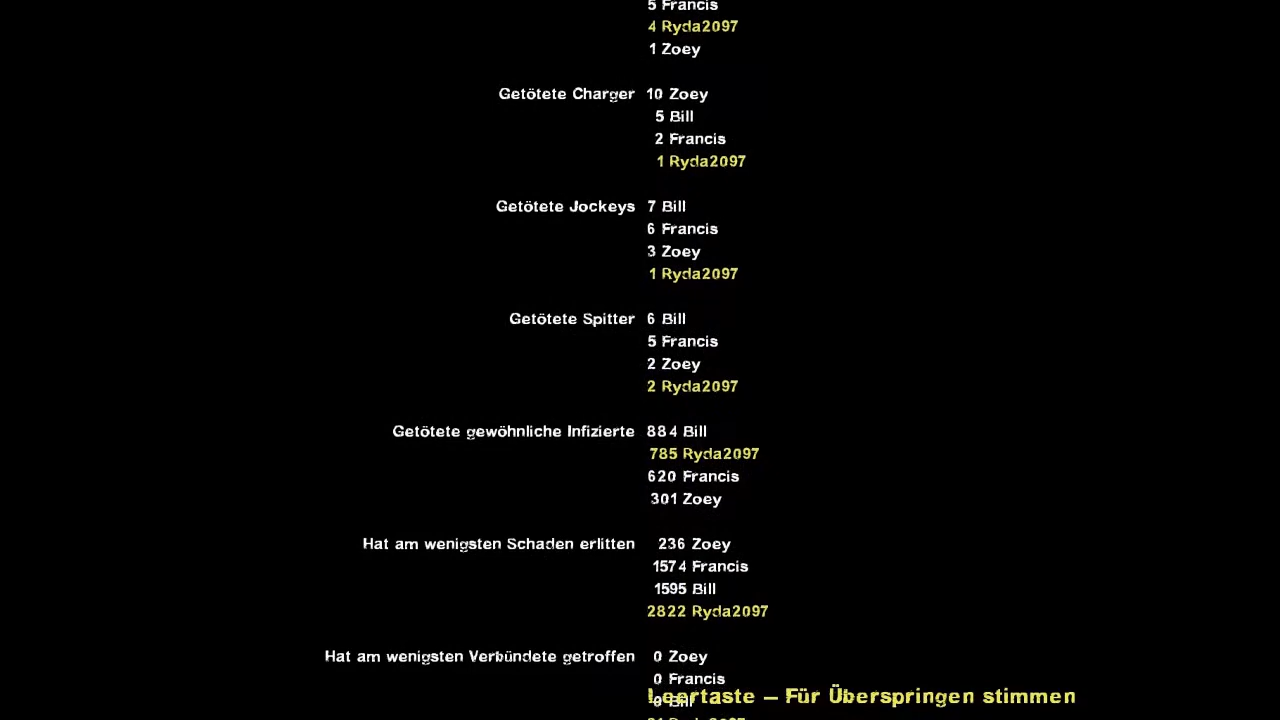 5 Francis
4 Ryda2097
1 Zoey
Getötete Charger 10 Zoey
5 Bill
2 Francis
1 Ryda2097
Getötete Jockeys 7 Bill
6 Francis
3 Zoey
1 Ryda2097
Getötete Spitter 6 Bill
5 Francis
2 Zoey
2 Ryda2097
Getötete gewöhnliche Infizierte 884 Bill
785 Ryda2097
620 Francis
301 Zoey
Hat am wenigsten Schaden erlitten 236 Zoey
1574 Francis
1595 Bill
2822 Ryda2097
Hat am wenigsten Verbündete getroffen 0 Zoey
0 Francis
0 Bill
Leertaste – Für Überspringen stimmen